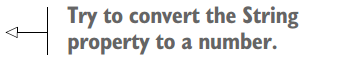 Try to convert the String
property to a number.